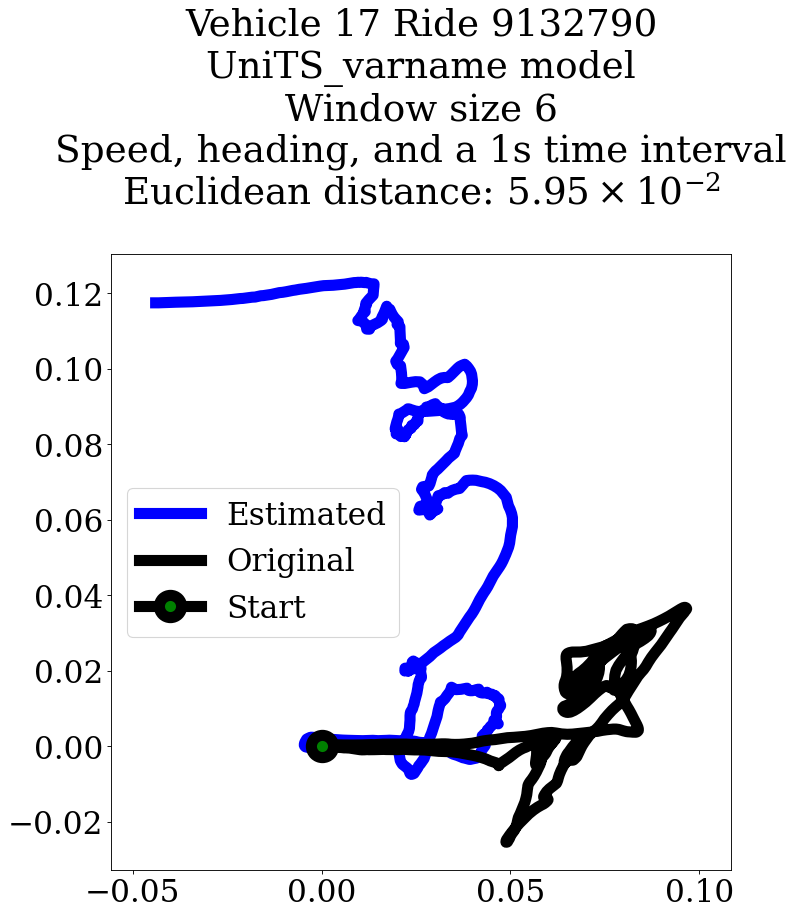 Vehicle 17 Ride 9132790
UniTS_varname model
Window size 6
Speed, heading, and a 1s time interval
Euclidean distance: 5.95 × 10⁻²
0.12
0.10
0.08
0.06
0.04
0.02
0.00
−0.02
Estimated
Original
Start
−0.05 0.00 0.05 0.10